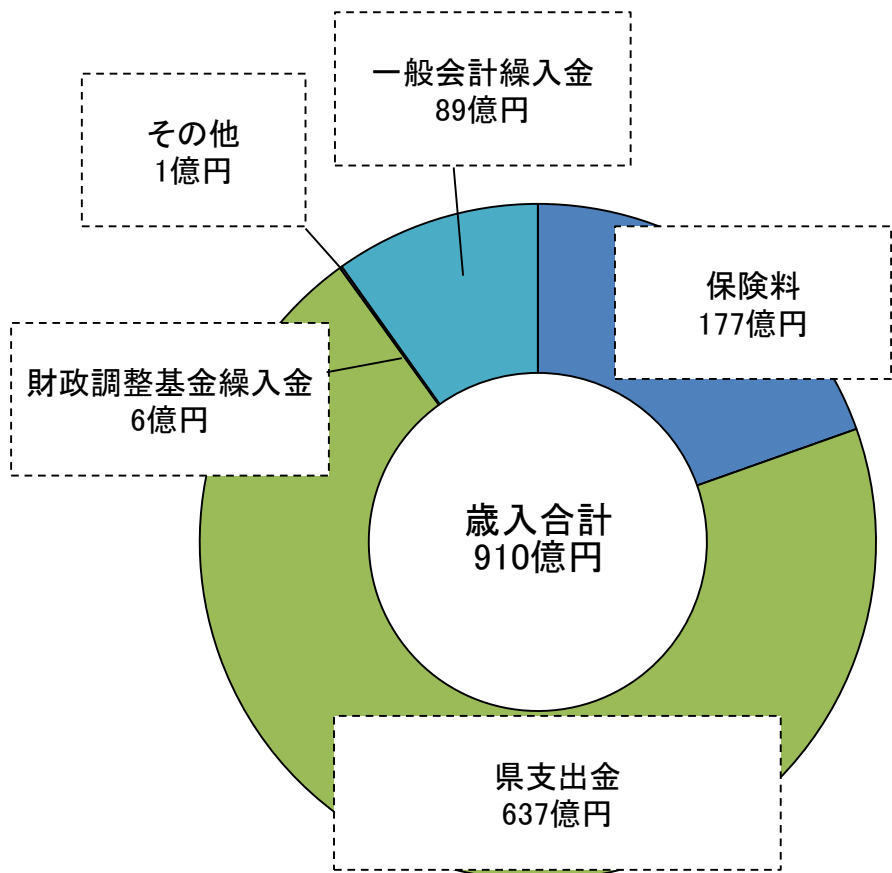 一般会計繰入金
89億円
その他
1億円
保険料
177億円
財政調整基金繰入金
6億円
歳入合計
910億円
県支出金
637億円